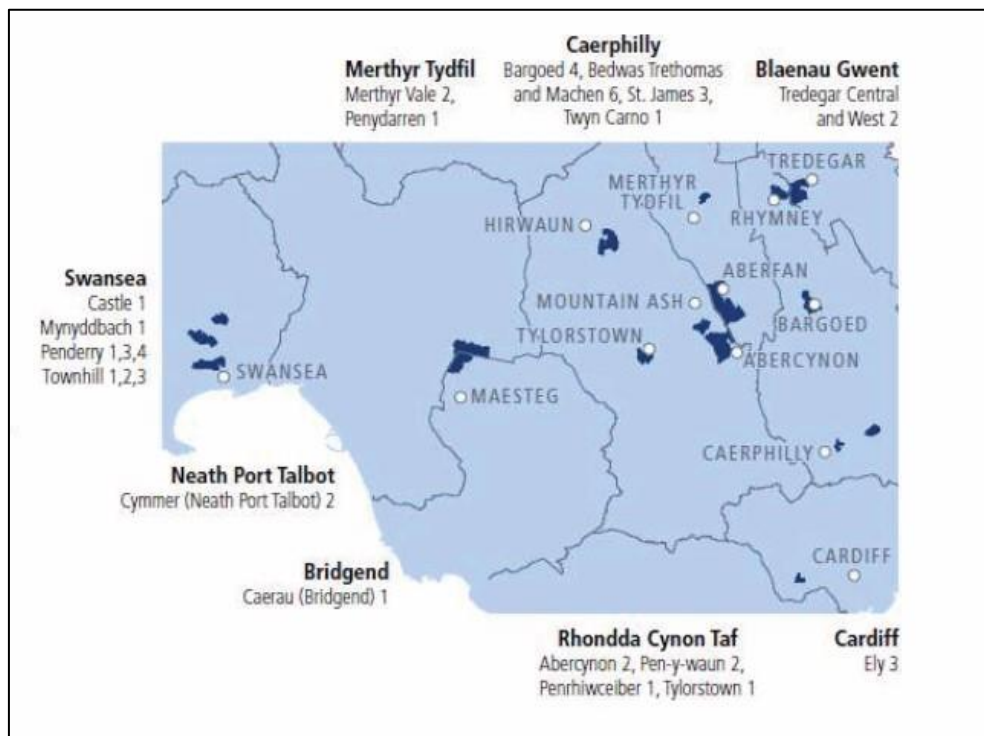 Merthyr Tydfil
Merthyr Vale 2,
Penydarren 1
Caerphilly
Bargoed 4, Bedwas Trethomas
and Machen 6, St. James 3,
Twyn Carno 1
Blaenau Gwent
Tredegar Central
and West 2
TREDEGAR
MERTHYR
TYDFIL
RHYMNEY
HIRWAUN
ABERFAN
Swansea
Castle 1
Mynyddbach 1
Penderry 1,3,4
Townhill 1,2,3
MOUNTAIN ASH
BARGOED
TYLORSTOWN
ABERCYNON
SWANSEA
MAESTEG
CAERPHILLY
Neath Port Talbot
Cymmer (Neath Port Talbot) 2
CARDIFF
Bridgend
Caerau (Bridgend) 1
Rhondda Cynon Taf
Abercynon 2, Pen-y-waun 2,
Penrhiwceiber 1, Tylorstown 1
Cardiff
Ely 3